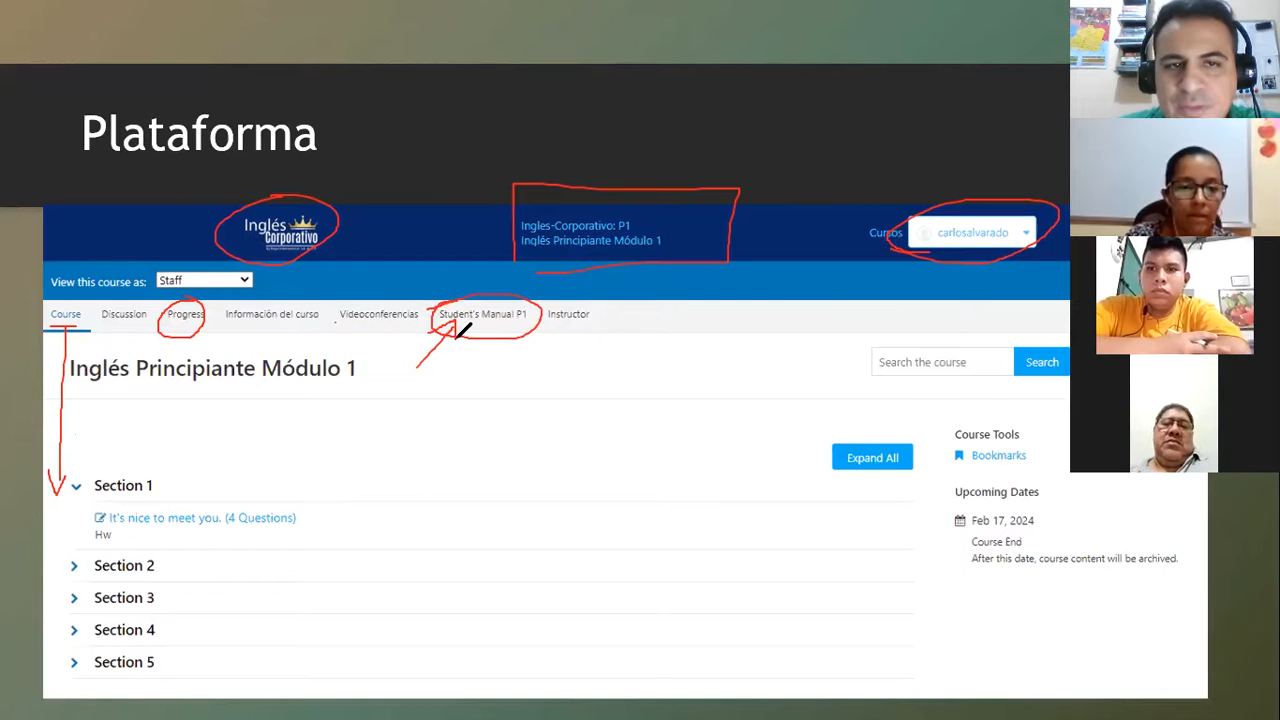 Plataforma
Inglés
Corporativo
Ingles-Corporativo: P1
Inglés Principiante Módulo 1
Cursos
carlosalvarado
View this course as:
Staff
Course
Discussion
Progress
Información del curso
Videoconferencias
Student's Manual P1
Instructor
Inglés Principiante Módulo 1
Search the course
Search
Expand All
Course Tools
Bookmarks
Upcoming Dates
Feb 17, 2024
Course End
After this date, course content will be archived.
Section 1
It's nice to meet you. (4 Questions)
Hw
Section 2
Section 3
Section 4
Section 5